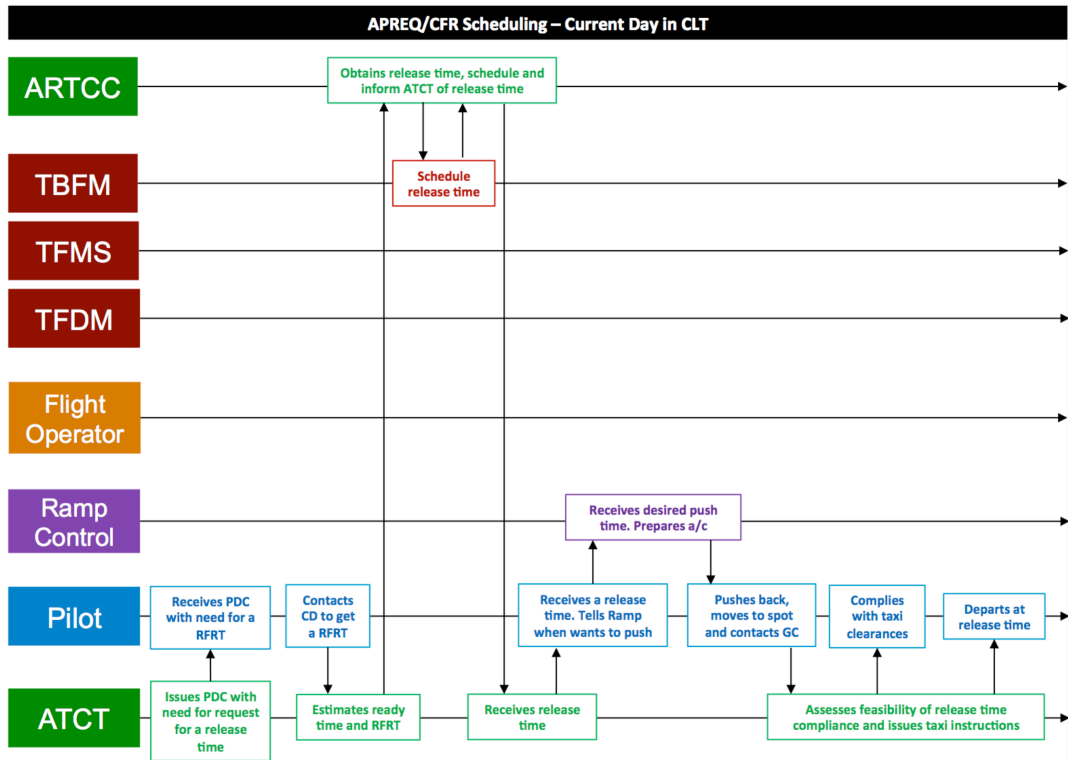 APREQ/CFR Scheduling – Current Day in CLT
ARTCC
Obtains release time, schedule and
inform ATCT of release time
TBFM
Schedule
release time
TFMS
TFDM
Flight
Operator
Ramp
Control
Receives desired push
time. Prepares a/c
Pilot
Receives PDC
with need for a
RFRT
Contacts
CD to get
a RFRT
Receives a release
time. Tells Ramp
when wants to push
Pushes back,
moves to spot
and contacts GC
Complies
with taxi
clearances
Departs at
release time
ATCT
Issues PDC with
need for request
for a release
time
Estimates ready
time and RFRT
Receives release
time
Assesses feasibility of release time
compliance and issues taxi instructions